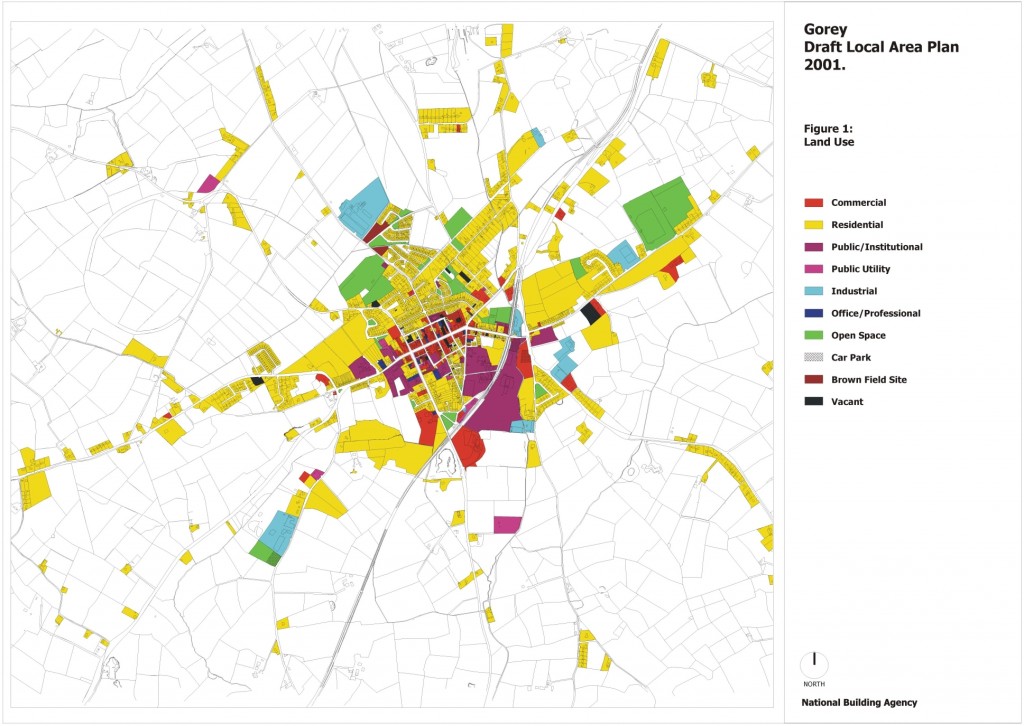 Gorey
Draft Local Area Plan
2001.
Figure 1:
Land Use
Commercial
Residential
Public/Institutional
Public Utility
Industrial
Office/Professional
Open Space
Car Park
Brown Field Site
Vacant
NORTH
National Building Agency